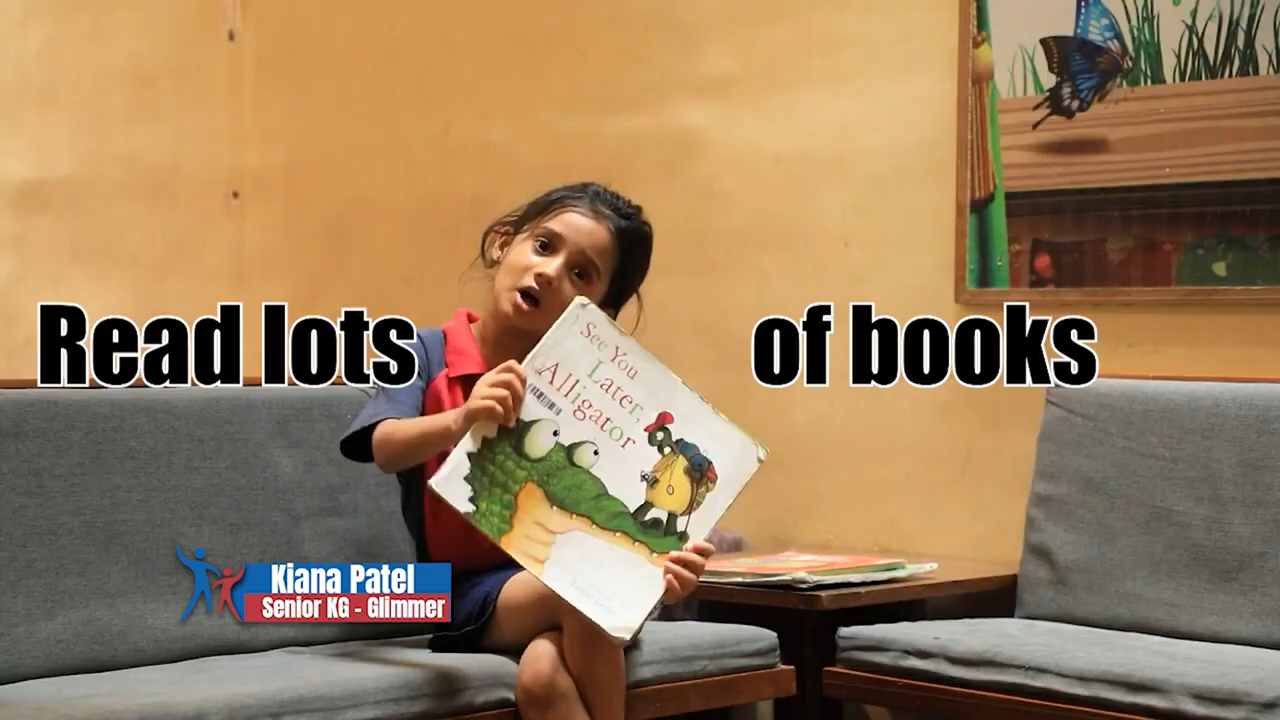 Read lots of books
See You
Later,
Alligator
Kiana Patel
Senior KG - Glimmer